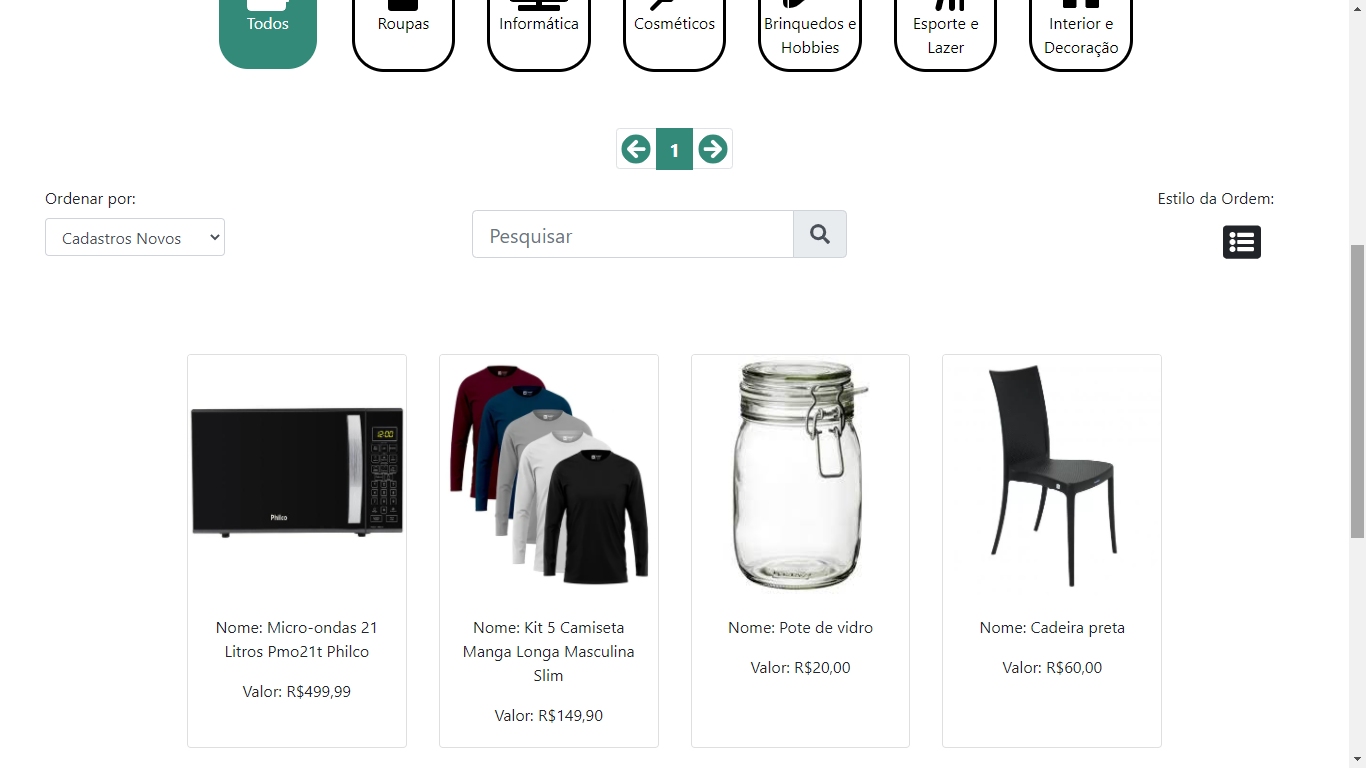 Todos
Roupas
Informática
Cosméticos
Brinquedos e
Hobbies
Esporte e
Lazer
Interior e
Decoração
1
Ordenar por:
Cadastros Novos
Pesquisar
Estilo da Ordem:
12:00
Philco
Nome: Micro-ondas 21
Litros Pmo21t Philco
Valor: R$499,99
Nome: Kit 5 Camiseta
Manga Longa Masculina
Slim
Valor: R$149,90
Nome: Pote de vidro
Valor: R$20,00
Nome: Cadeira preta
Valor: R$60,00